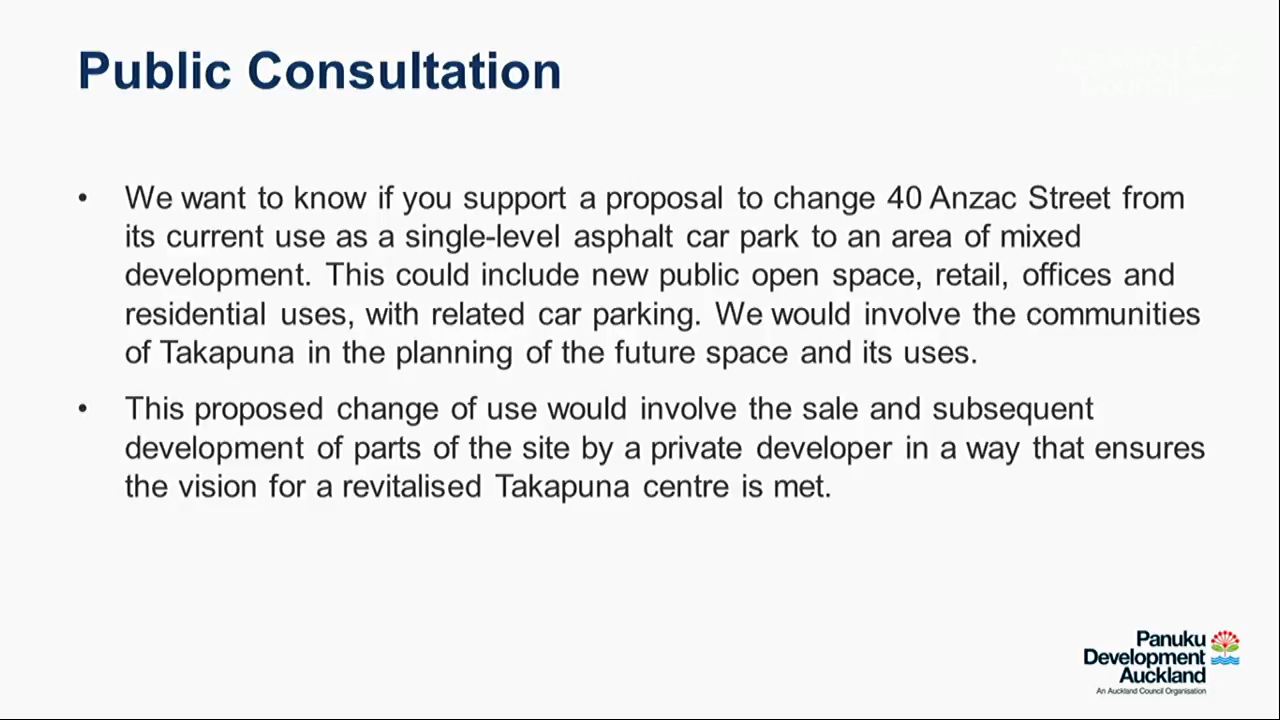 Public Consultation
• We want to know if you support a proposal to change 40 Anzac Street from
its current use as a single-level asphalt car park to an area of mixed
development. This could include new public open space, retail, offices and
residential uses, with related car parking. We would involve the communities
of Takapuna in the planning of the future space and its uses.
• This proposed change of use would involve the sale and subsequent
development of parts of the site by a private developer in a way that ensures
the vision for a revitalised Takapuna centre is met.
Panuku
Development
Auckland
An Auckland Council Organisation